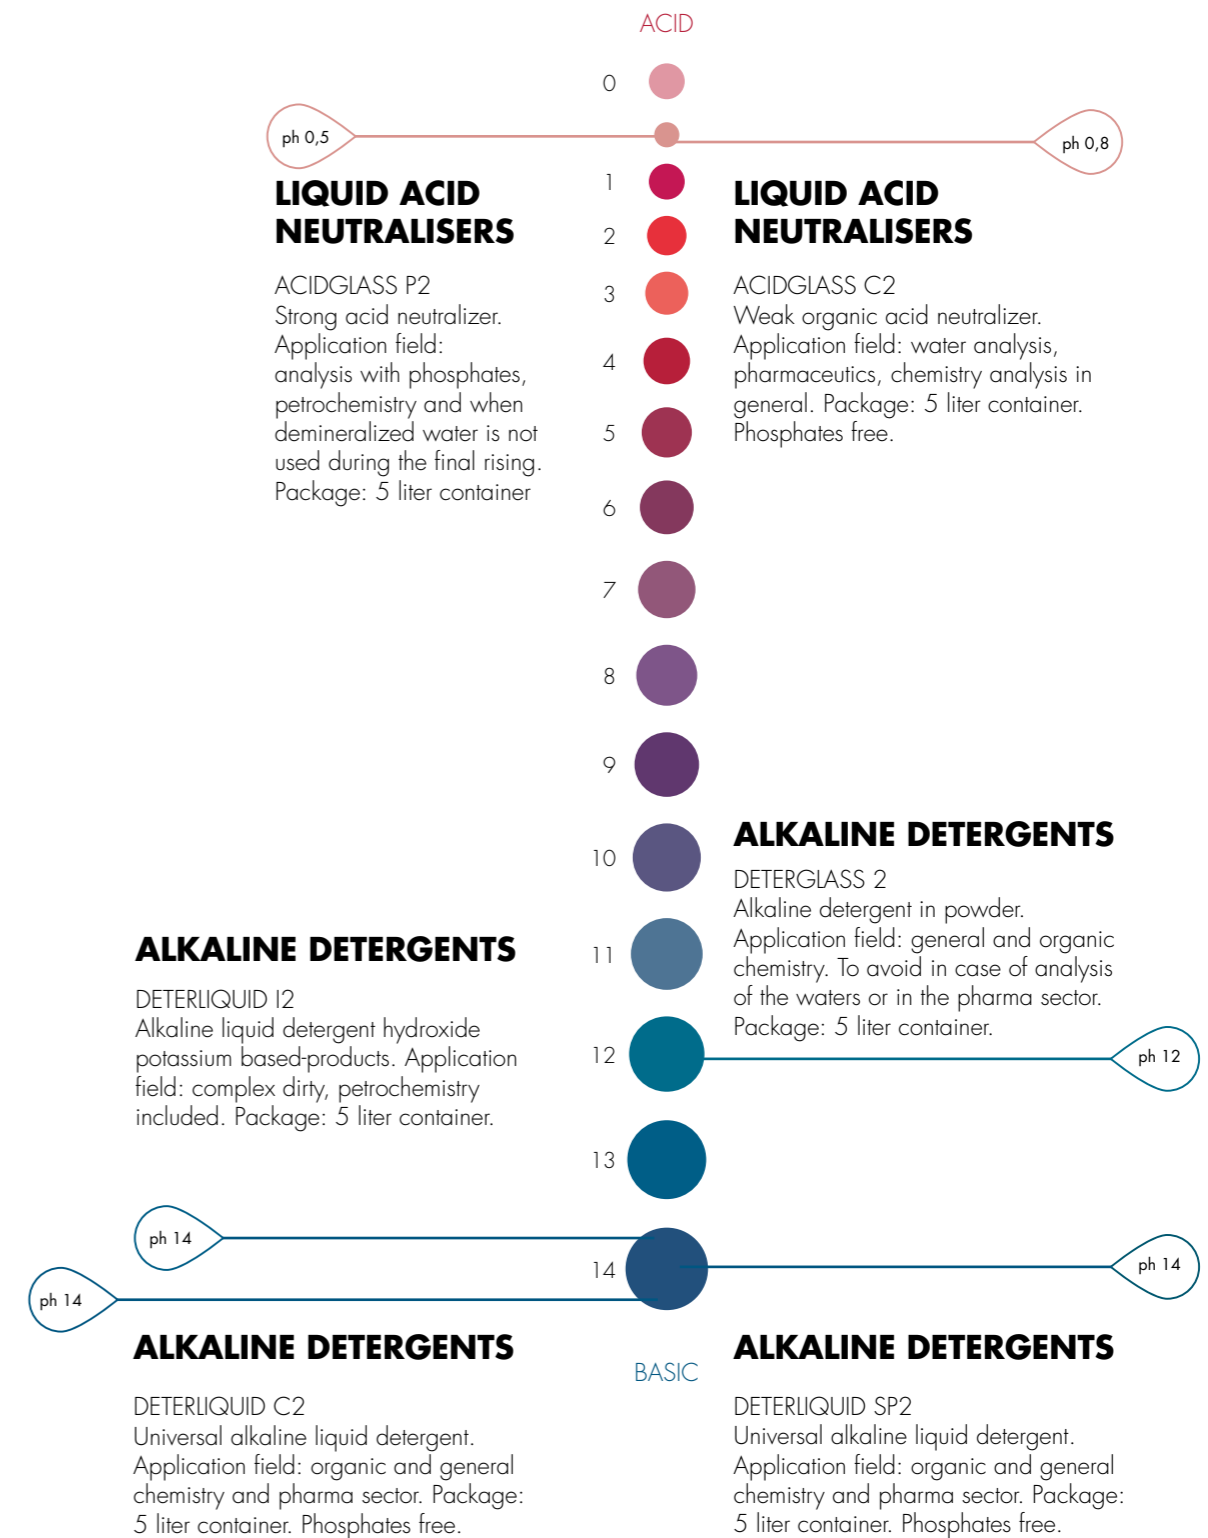 ACID
0
ph 0,5
ph 0,8
LIQUID ACID
NEUTRALISERS
ACIDGLASS P2
Strong acid neutralizer.
Application field:
analysis with phosphates,
petrochemistry and when
demineralized water is not
used during the final rising.
Package: 5 liter container
1
2
3
4
5
6
7
8
9
10
11
12
13
14
LIQUID ACID
NEUTRALISERS
ACIDGLASS C2
Weak organic acid neutralizer.
Application field: water analysis,
pharmaceutics, chemistry analysis in
general. Package: 5 liter container.
Phosphates free.
ALKALINE DETERGENTS
DETERGLASS 2
Alkaline detergent in powder.
Application field: general and organic
chemistry. To avoid in case of analysis
of the waters or in the pharma sector.
Package: 5 liter container.
ph 12
ALKALINE DETERGENTS
DETERLIQUID I2
Alkaline liquid detergent hydroxide
potassium based-products. Application
field: complex dirty, petrochemistry
included. Package: 5 liter container.
ph 14
ph 14
ph 14
ALKALINE DETERGENTS
DETERLIQUID C2
Universal alkaline liquid detergent.
Application field: organic and general
chemistry and pharma sector. Package:
5 liter container. Phosphates free.
BASIC
ALKALINE DETERGENTS
DETERLIQUID SP2
Universal alkaline liquid detergent.
Application field: organic and general
chemistry and pharma sector. Package:
5 liter container. Phosphates free.